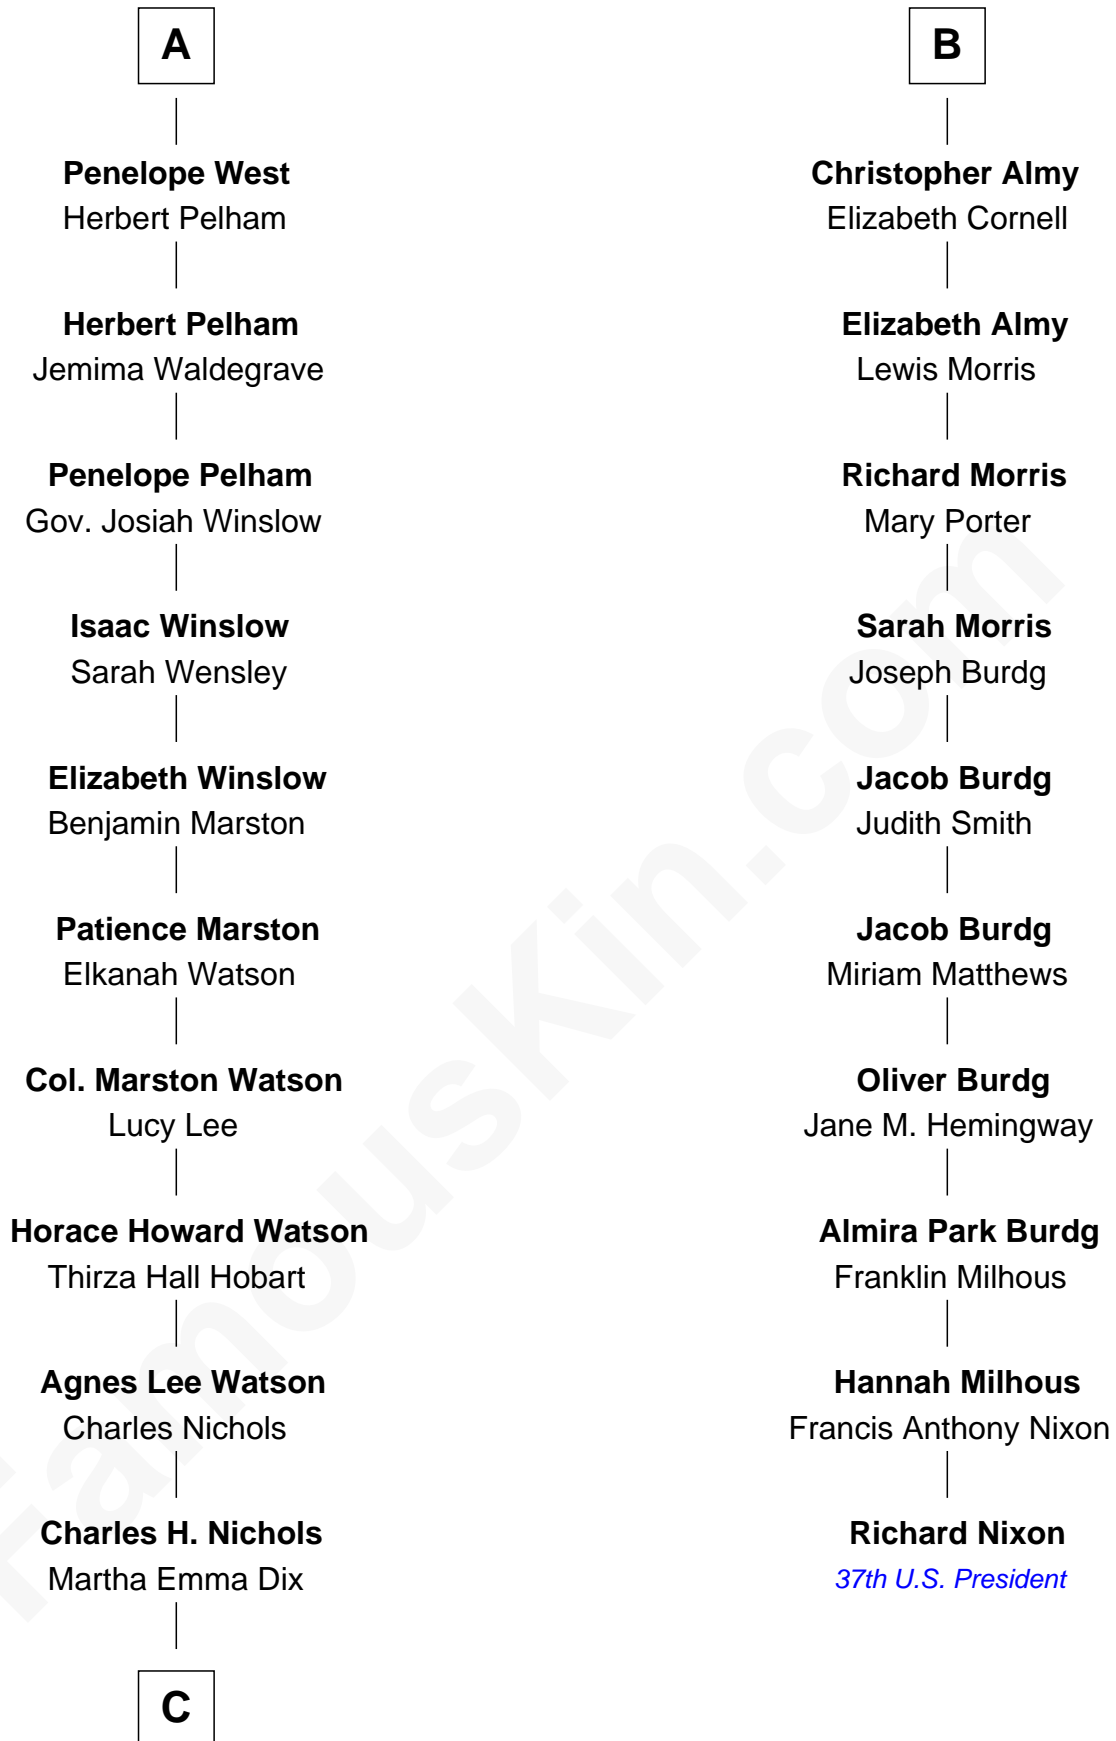 A
Penelope West
Herbert Pelham
Herbert Pelham
Jemima Waldegrave
Penelope Pelham
Gov. Josiah Winslow
Isaac Winslow
Sarah Wensley
Elizabeth Winslow
Benjamin Marston
Patience Marston
Elkanah Watson
Col. Marston Watson
Lucy Lee
Horace Howard Watson
Thirza Hall Hobart
Agnes Lee Watson
Charles Nichols
Charles H. Nichols
Martha Emma Dix
C
B
Christopher Almy
Elizabeth Cornell
Elizabeth Almy
Lewis Morris
Richard Morris
Mary Porter
Sarah Morris
Joseph Burdg
Jacob Burdg
Judith Smith
Jacob Burdg
Miriam Matthews
Oliver Burdg
Jane M. Hemingway
Almira Park Burdg
Franklin Milhous
Hannah Milhous
Francis Anthony Nixon
Richard Nixon
37th U.S. President
FamousKin.com